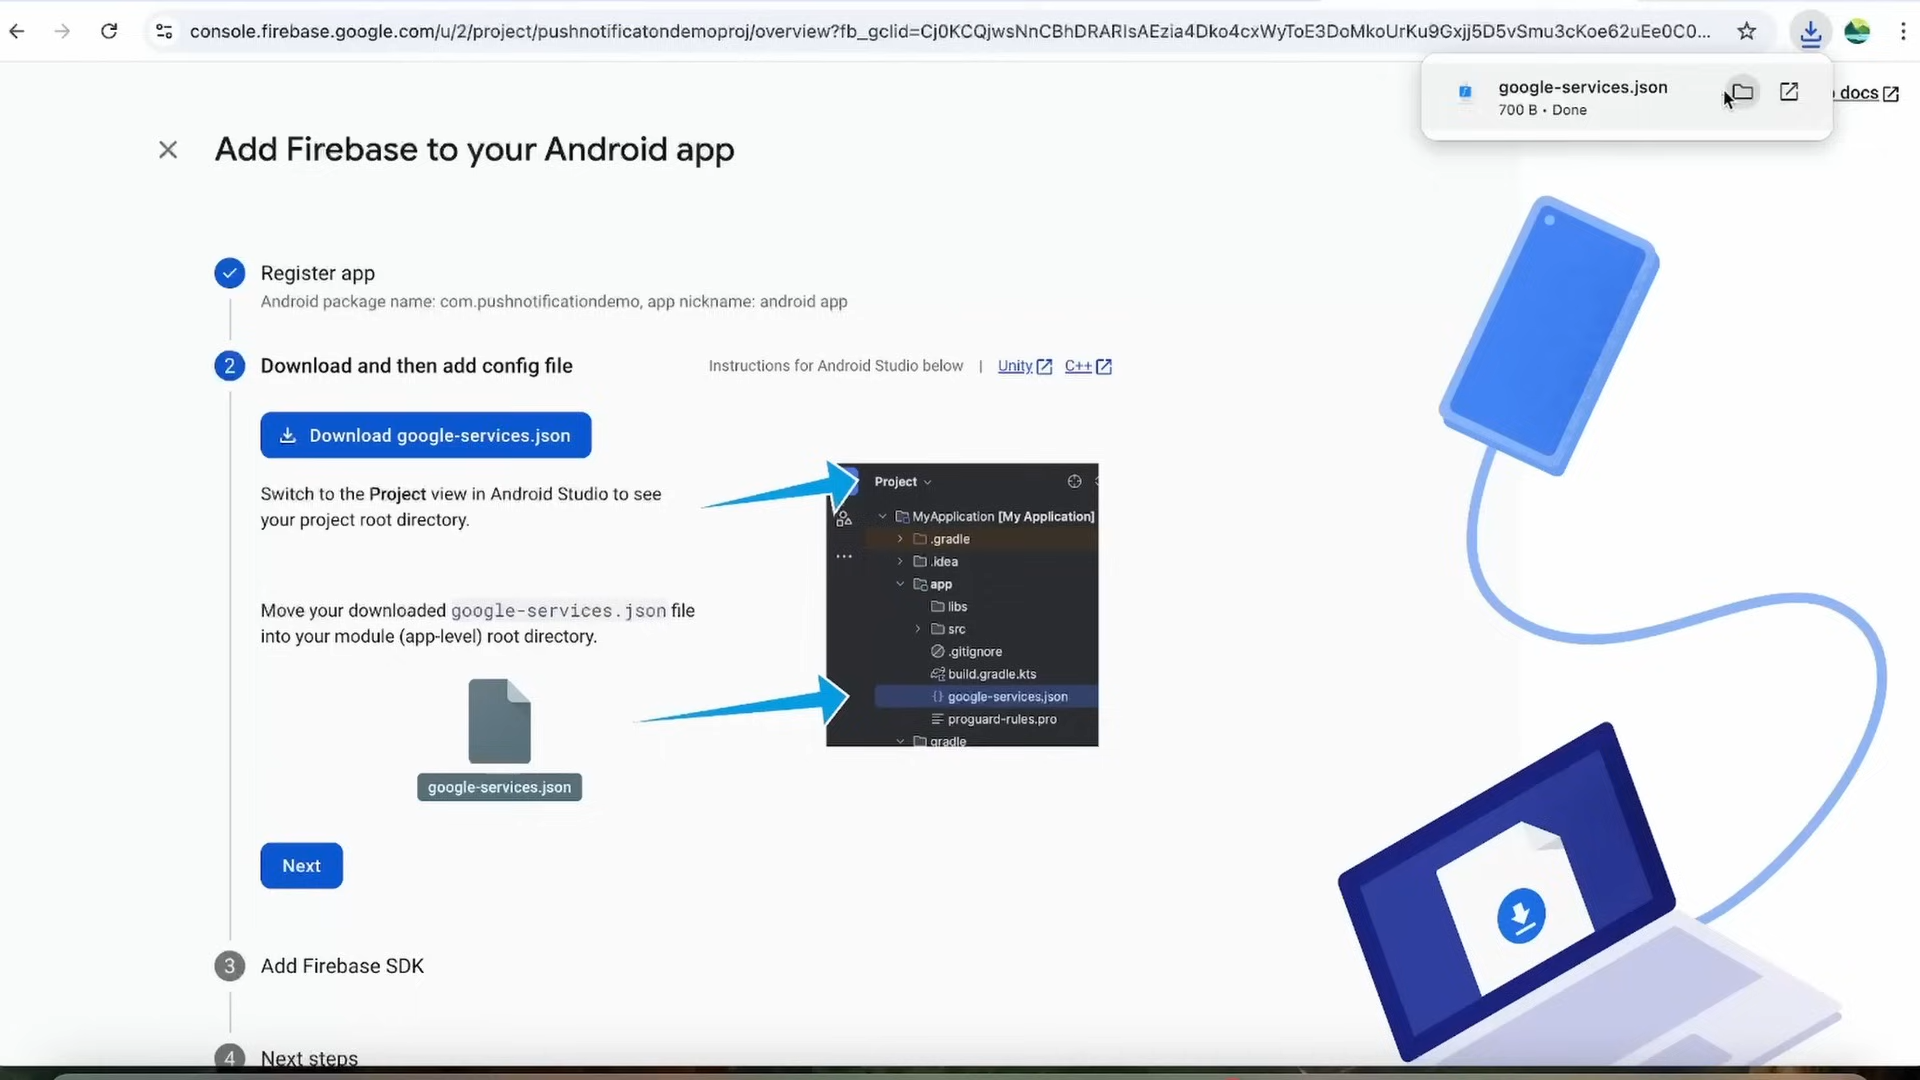 console.firebase.google.com/u/2/project/pushnotificatondemoproj/overview?fb_gclid=Cj0KCQjwsNnCBhDRARIsAEzia4Dko4cxWyToE3DoMkoUrKu9Gxjj5D5vSmu3cKoe62uEe0C0...
google-services.json
700 B • Done
docs
Add Firebase to your Android app
Register app
Android package name: com.pushnotificationdemo, app nickname: android app
2 Download and then add config file
Instructions for Android Studio below | Unity C++
Download google-services.json
Switch to the Project view in Android Studio to see
your project root directory.
Move your downloaded google-services.json file
into your module (app-level) root directory.
google-services.json
Project
MyApplication [My Application]
.gradle
.idea
app
libs
src
.gitignore
build.gradle.kts
google-services.json
proguard-rules.pro
gradle
Next
3 Add Firebase SDK
4 Next steps